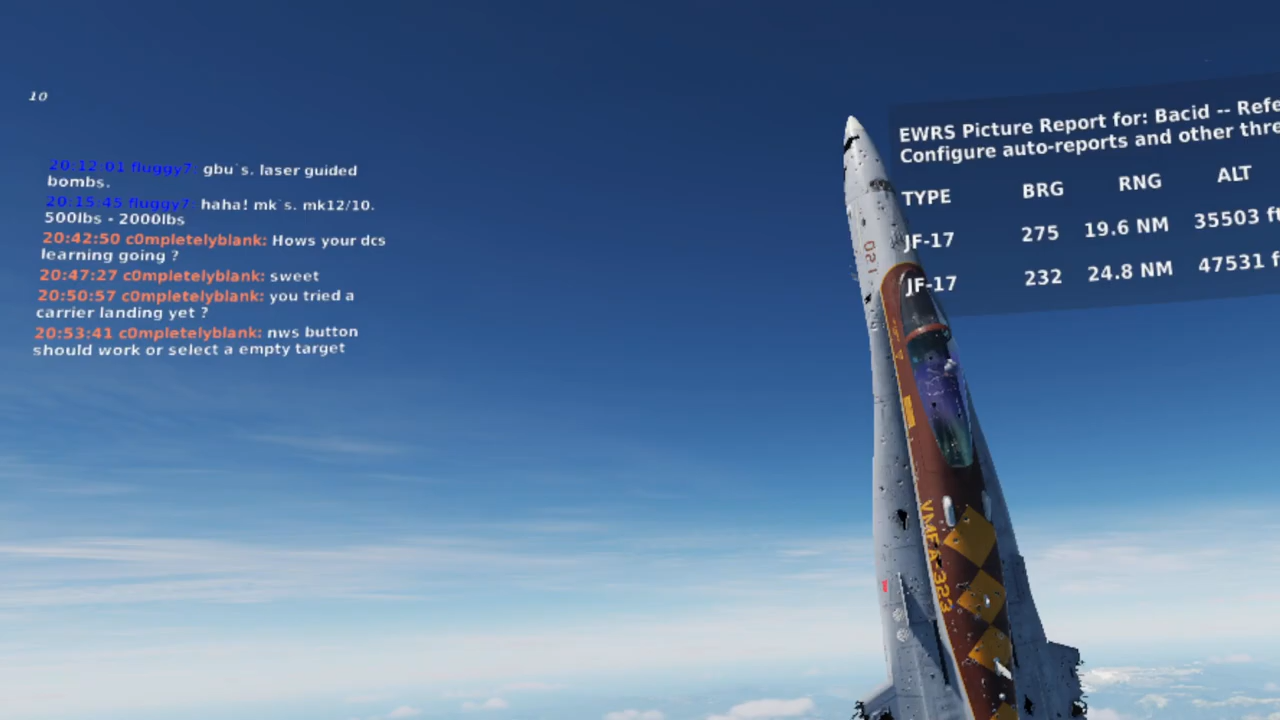 10
20:12:01 fluggy7 gbu`s. laser guided
bombs.
20:15:45 fluggy7 haha! mk`s. mk12/10.
500lbs - 2000lbs
20:42:50 c0mpletelyblank: Hows your dcs
learning going ?
20:47:27 c0mpletelyblank: sweet
20:50:57 c0mpletelyblank: you tried a
carrier landing yet ?
20:53:41 c0mpletelyblank: nws button
should work or select a empty target
EWRS Picture Report for: Bacid -- Refe
Configure auto-reports and other thre
TYPE BRG RNG ALT
JF-17 275 19.6 NM 35503 ft
JF-17 232 24.8 NM 47531 f
VMFA-323